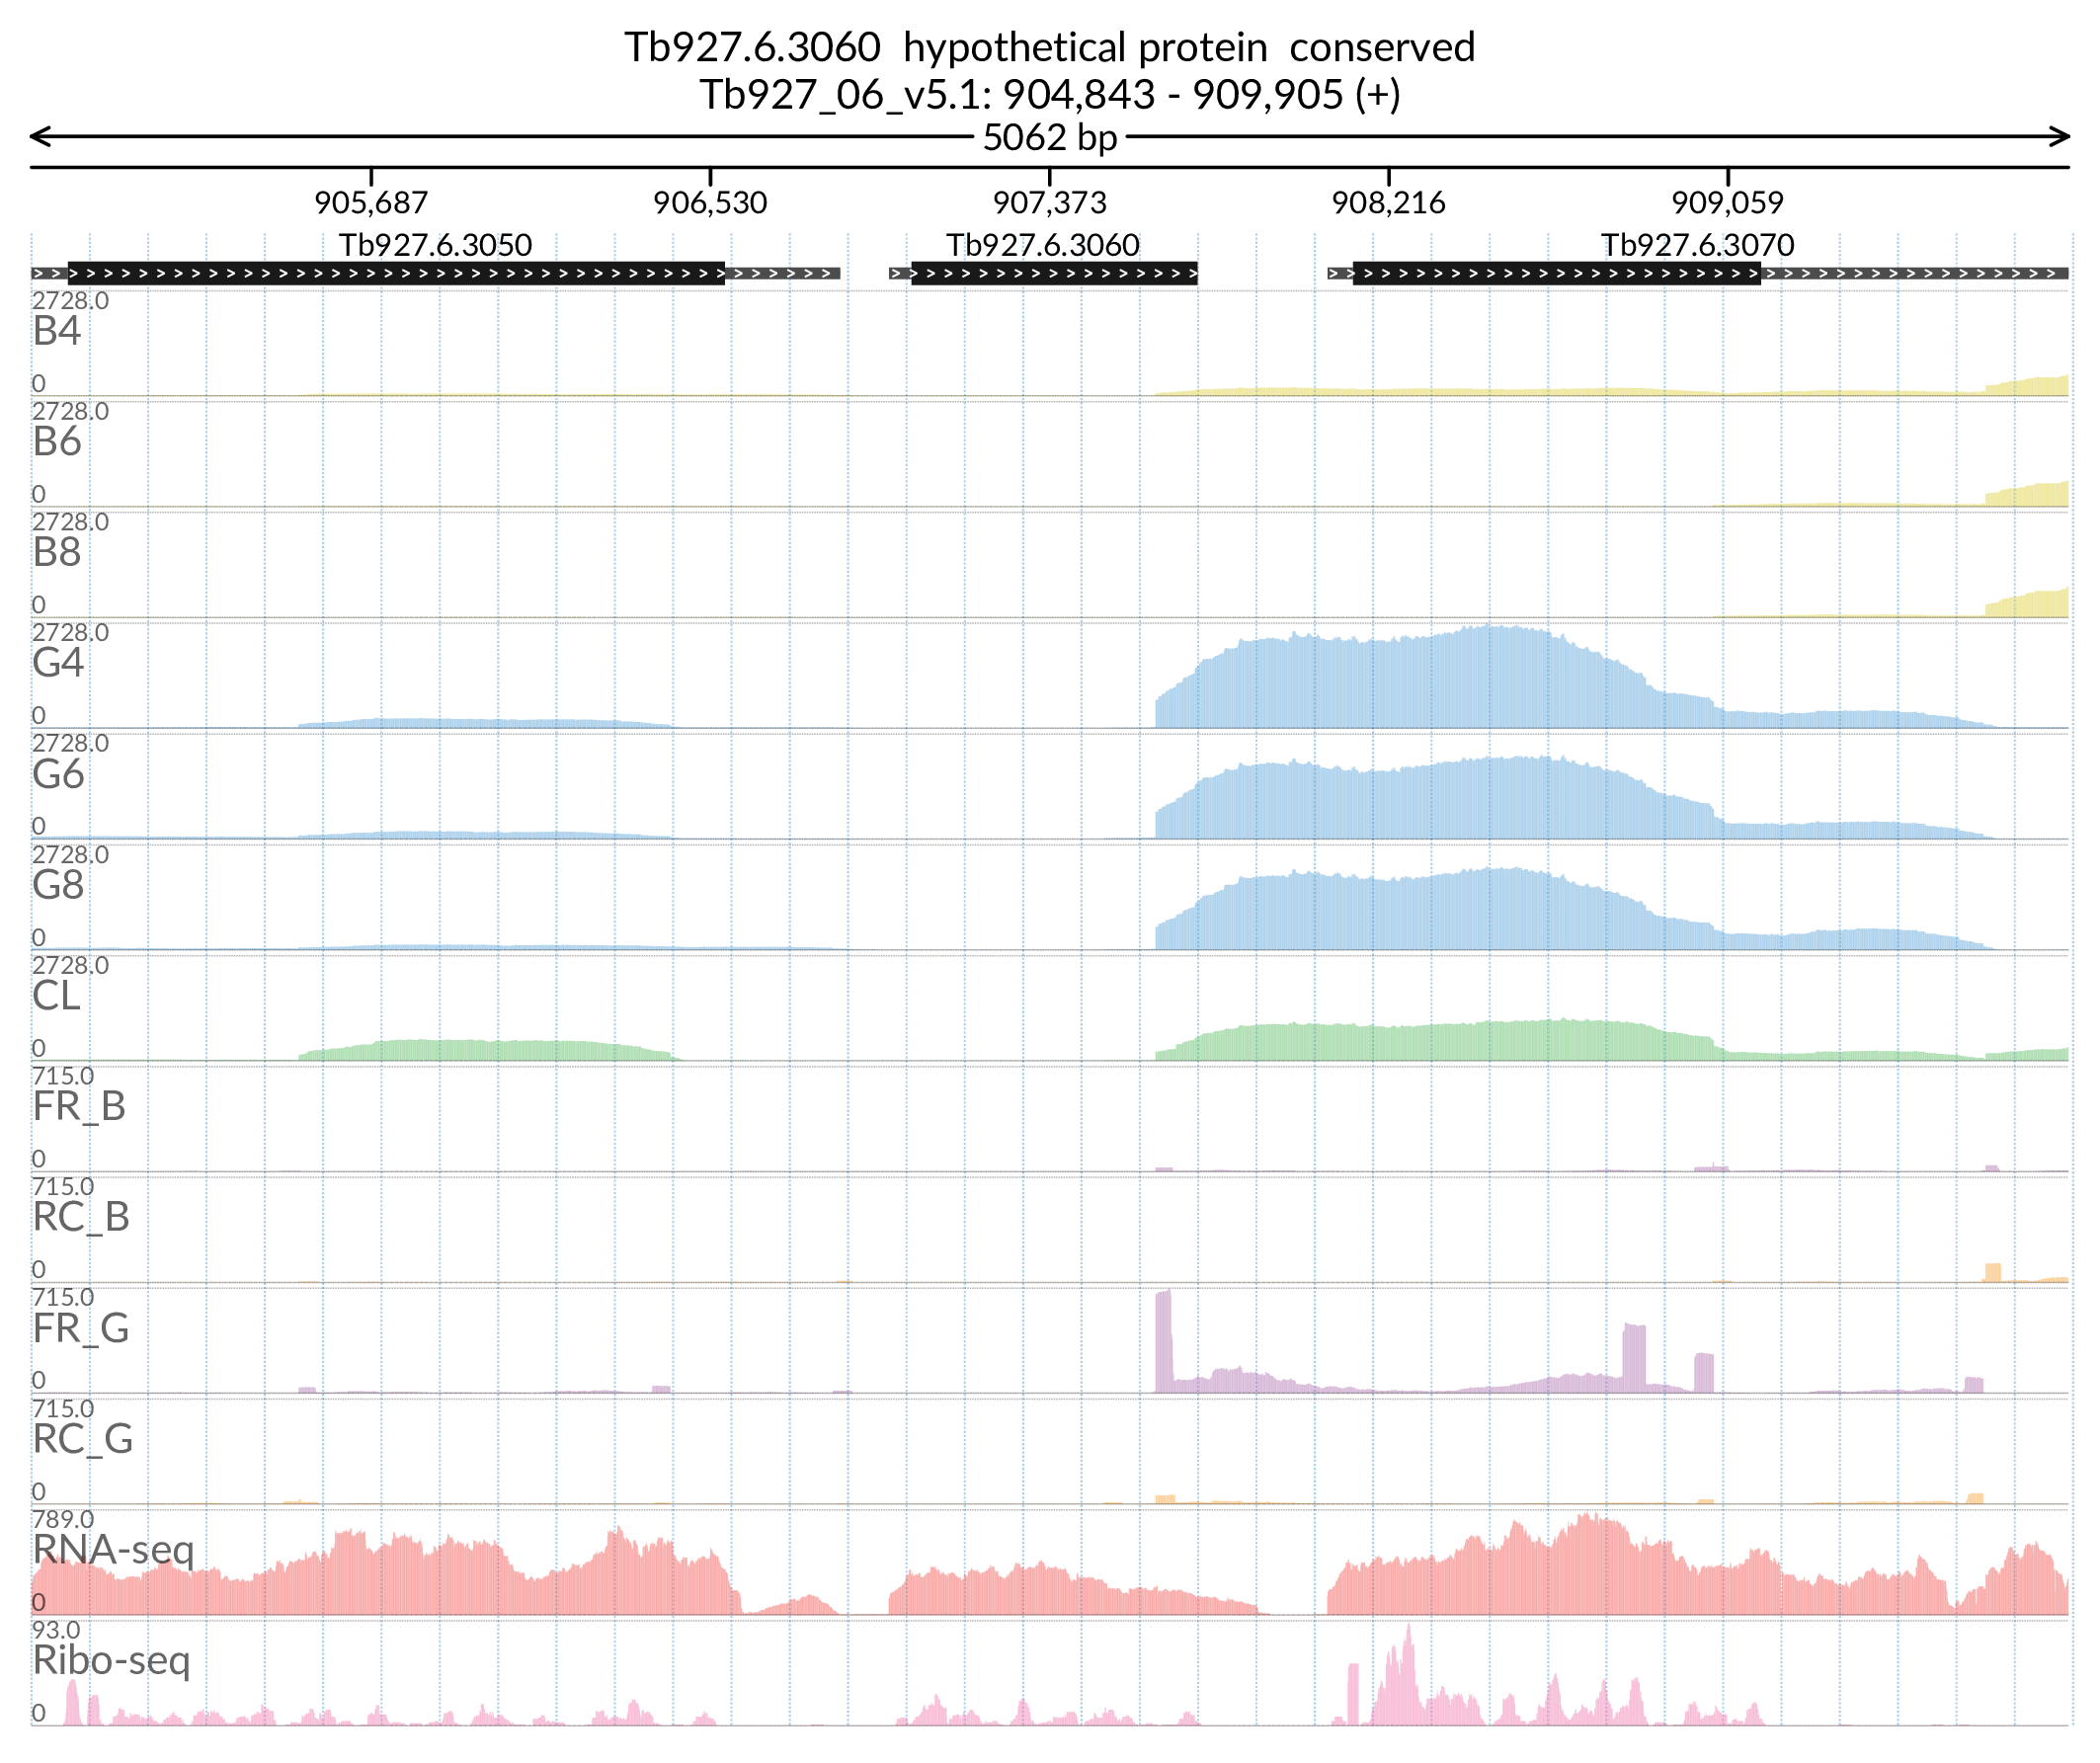 Tb927.6.3060  hypothetical protein  conserved
Tb927_06_v5.1: 904,843 - 909,905 (+)
5062 bp
905,687 906,530 907,373 908,216 909,059
Tb927.6.3050 Tb927.6.3060 Tb927.6.3070
2728.0
B4
0
2728.0
B6
0
2728.0
B8
0
2728.0
G4
0
2728.0
G6
0
2728.0
G8
0
2728.0
CL
0
715.0
FR_B
0
715.0
RC_B
0
715.0
FR_G
0
715.0
RC_G
0
789.0
RNA-seq
0
93.0
Ribo-seq
0